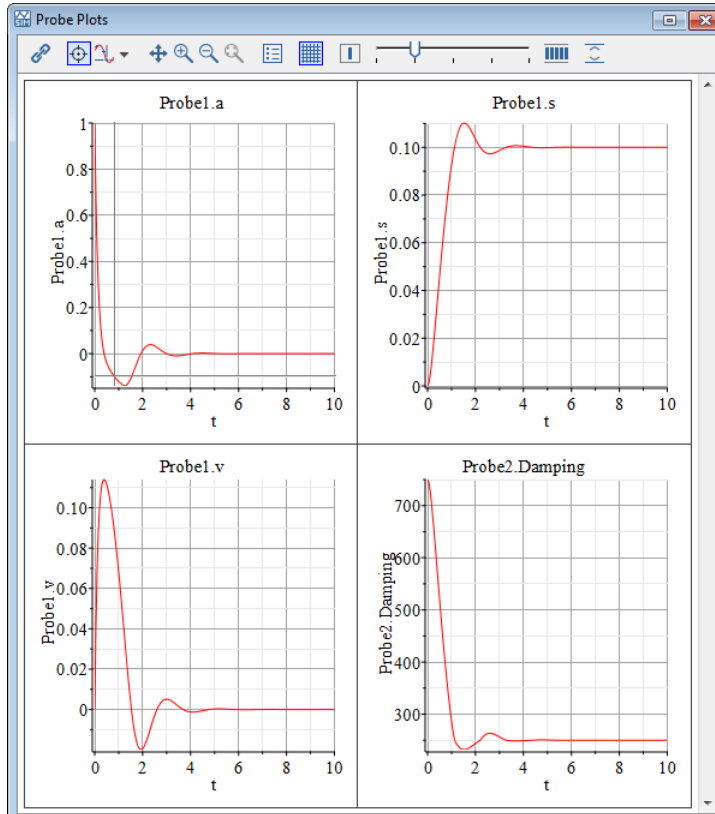 Probe Plots
Probe1.a
1
0.8
0.6
0.4
0.2
0
Probe1.a
0 2 4 6 8 10
t
Probe1.s
0.10
0.08
0.06
0.04
0.02
0
Probe1.s
0 2 4 6 8 10
t
Probe1.v
0.10
0.08
0.06
0.04
0.02
0
Probe1.v
0 2 4 6 8 10
t
Probe2.Damping
700
600
500
400
300
Probe2.Damping
0 2 4 6 8 10
t